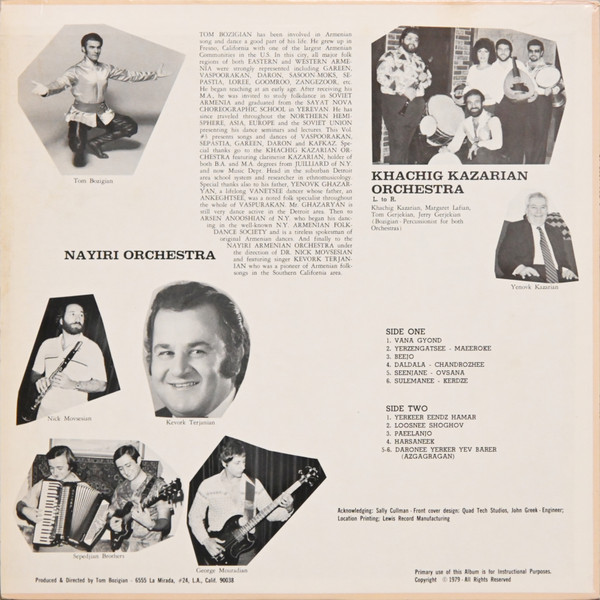 TOM BOZIGIAN has been involved in Armenian
song and dance a good part of his life. He grew up in
Fresno, California with one of the largest Armenian
Communities in the U.S. In this city, all major folk
regions of both EASTERN and WESTERN ARME-
NIA were strongly represented including GAREEN,
VASPOORAKAN, DARON, SASOON-MOKS, SE-
PASTIA, LOREE, GOOMROO, ZANGEZOOR, etc.
He began teaching at an early age. After receiving his
M.A., he was invited to study folkdance in SOVIET
ARMENIA and graduated from the SAYAT NOVA
CHOREOGRAPHIC SCHOOL in YEREVAN. He has
since traveled throughout the NORTHERN HEMI-
SPHERE, ASIA, EUROPE and the SOVIET UNION
presenting his dance seminars and lectures. This Vol.
#3 presents songs and dances of VASPOORAKAN,
SEPASTIA, GAREEN, DARON and KAFKAZ. Spe-
cial thanks go to the KHACHIG KAZARIAN OR-
CHESTRA featuring clarinetist KAZARIAN, holder of
both B.A. and M.A. degrees from JUILLIARD of N.Y.
and now Music Dept. Head in the suburban Detroit
area school system and researcher in ethnomusicology.
Special thanks also to his father, YENOVK GHAZAR-
YAN, a lifelong VANETSEE dancer whose father, an
ANKEGHTSEE, was a noted folk specialist throughout
the whole of VASPURAKAN. Mr. GHAZARYAN is
still very dance active in the Detroit area. Then to
ARSEN ANOOSHIAN of N.Y. who began his danc-
ing in the well-known N.Y. ARMENIAN FOLK-
DANCE SOCIETY and is a tireless spokesman of
original Armenian dances. And finally to the
NAYIRI ARMENIAN ORCHESTRA under
the direction of DR. NICK MOVSESIAN
and featuring singer KEVORK TERJAN-
IAN who was a pioneer of Armenian folk-
songs in the Southern California area.
Tom Bozigian
KHACHIG KAZARIAN
ORCHESTRA
L. to R.
Khachig Kazarian, Margaret Lafian,
Tom Gerjekian, Jerry Gerjekian
(Bozigian - Percussionist for both
Orchestras)
Yenovk Kazarian
NAYIRI ORCHESTRA
Nick Movsesian
Kevork Terjanian
Sepedjian Brothers
George Mouradian
SIDE ONE
1. VANA GYOND
2. YERZENGATSEE - MAEEROKE
3. BEEJO
4. DALDALA - CHANDROZHEE
5. SEENJANE - OVSANA
6. SULEMANEE - KERDZE
SIDE TWO
1. YERKEER EENDZ HAMAR
2. LOOSNEE SHOGHOV
3. PAEELANJO
4. HARSANEEK
5-6. DARONEE YERKER YEV BARER
(AZGAGRAGAN)
Acknowledging: Sally Cullman - Front cover design; Quad Tech Studios, John Greek - Engineer;
Location Printing; Lewis Record Manufacturing
Produced & Directed by Tom Bozigian - 6555 La Mirada, #24, L.A., Calif. 90038
Primary use of this Album is for Instructional Purposes.
Copyright © 1979 - All Rights Reserved